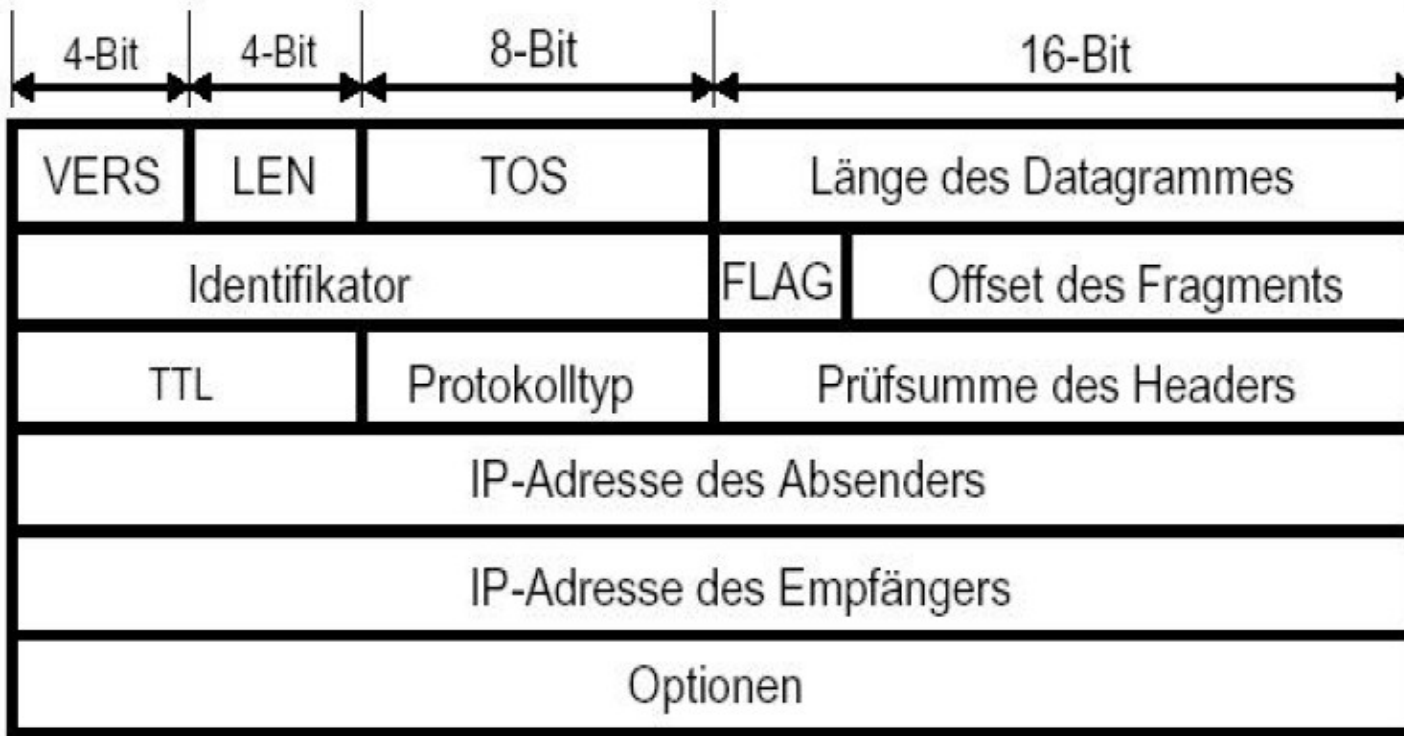 4-Bit 4-Bit 8-Bit 16-Bit
VERS LEN TOS Länge des Datagrammes
Identifikator FLAG Offset des Fragments
TTL Protokolltyp Prüfsumme des Headers
IP-Adresse des Absenders
IP-Adresse des Empfängers
Optionen